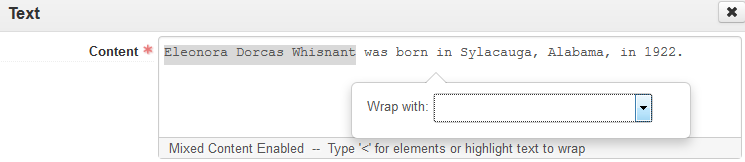 Text
Content * Eleonora Dorcas Whisnant was born in Sylacauga, Alabama, in 1922.
Wrap with:
Mixed Content Enabled -- Type '<' for elements or highlight text to wrap